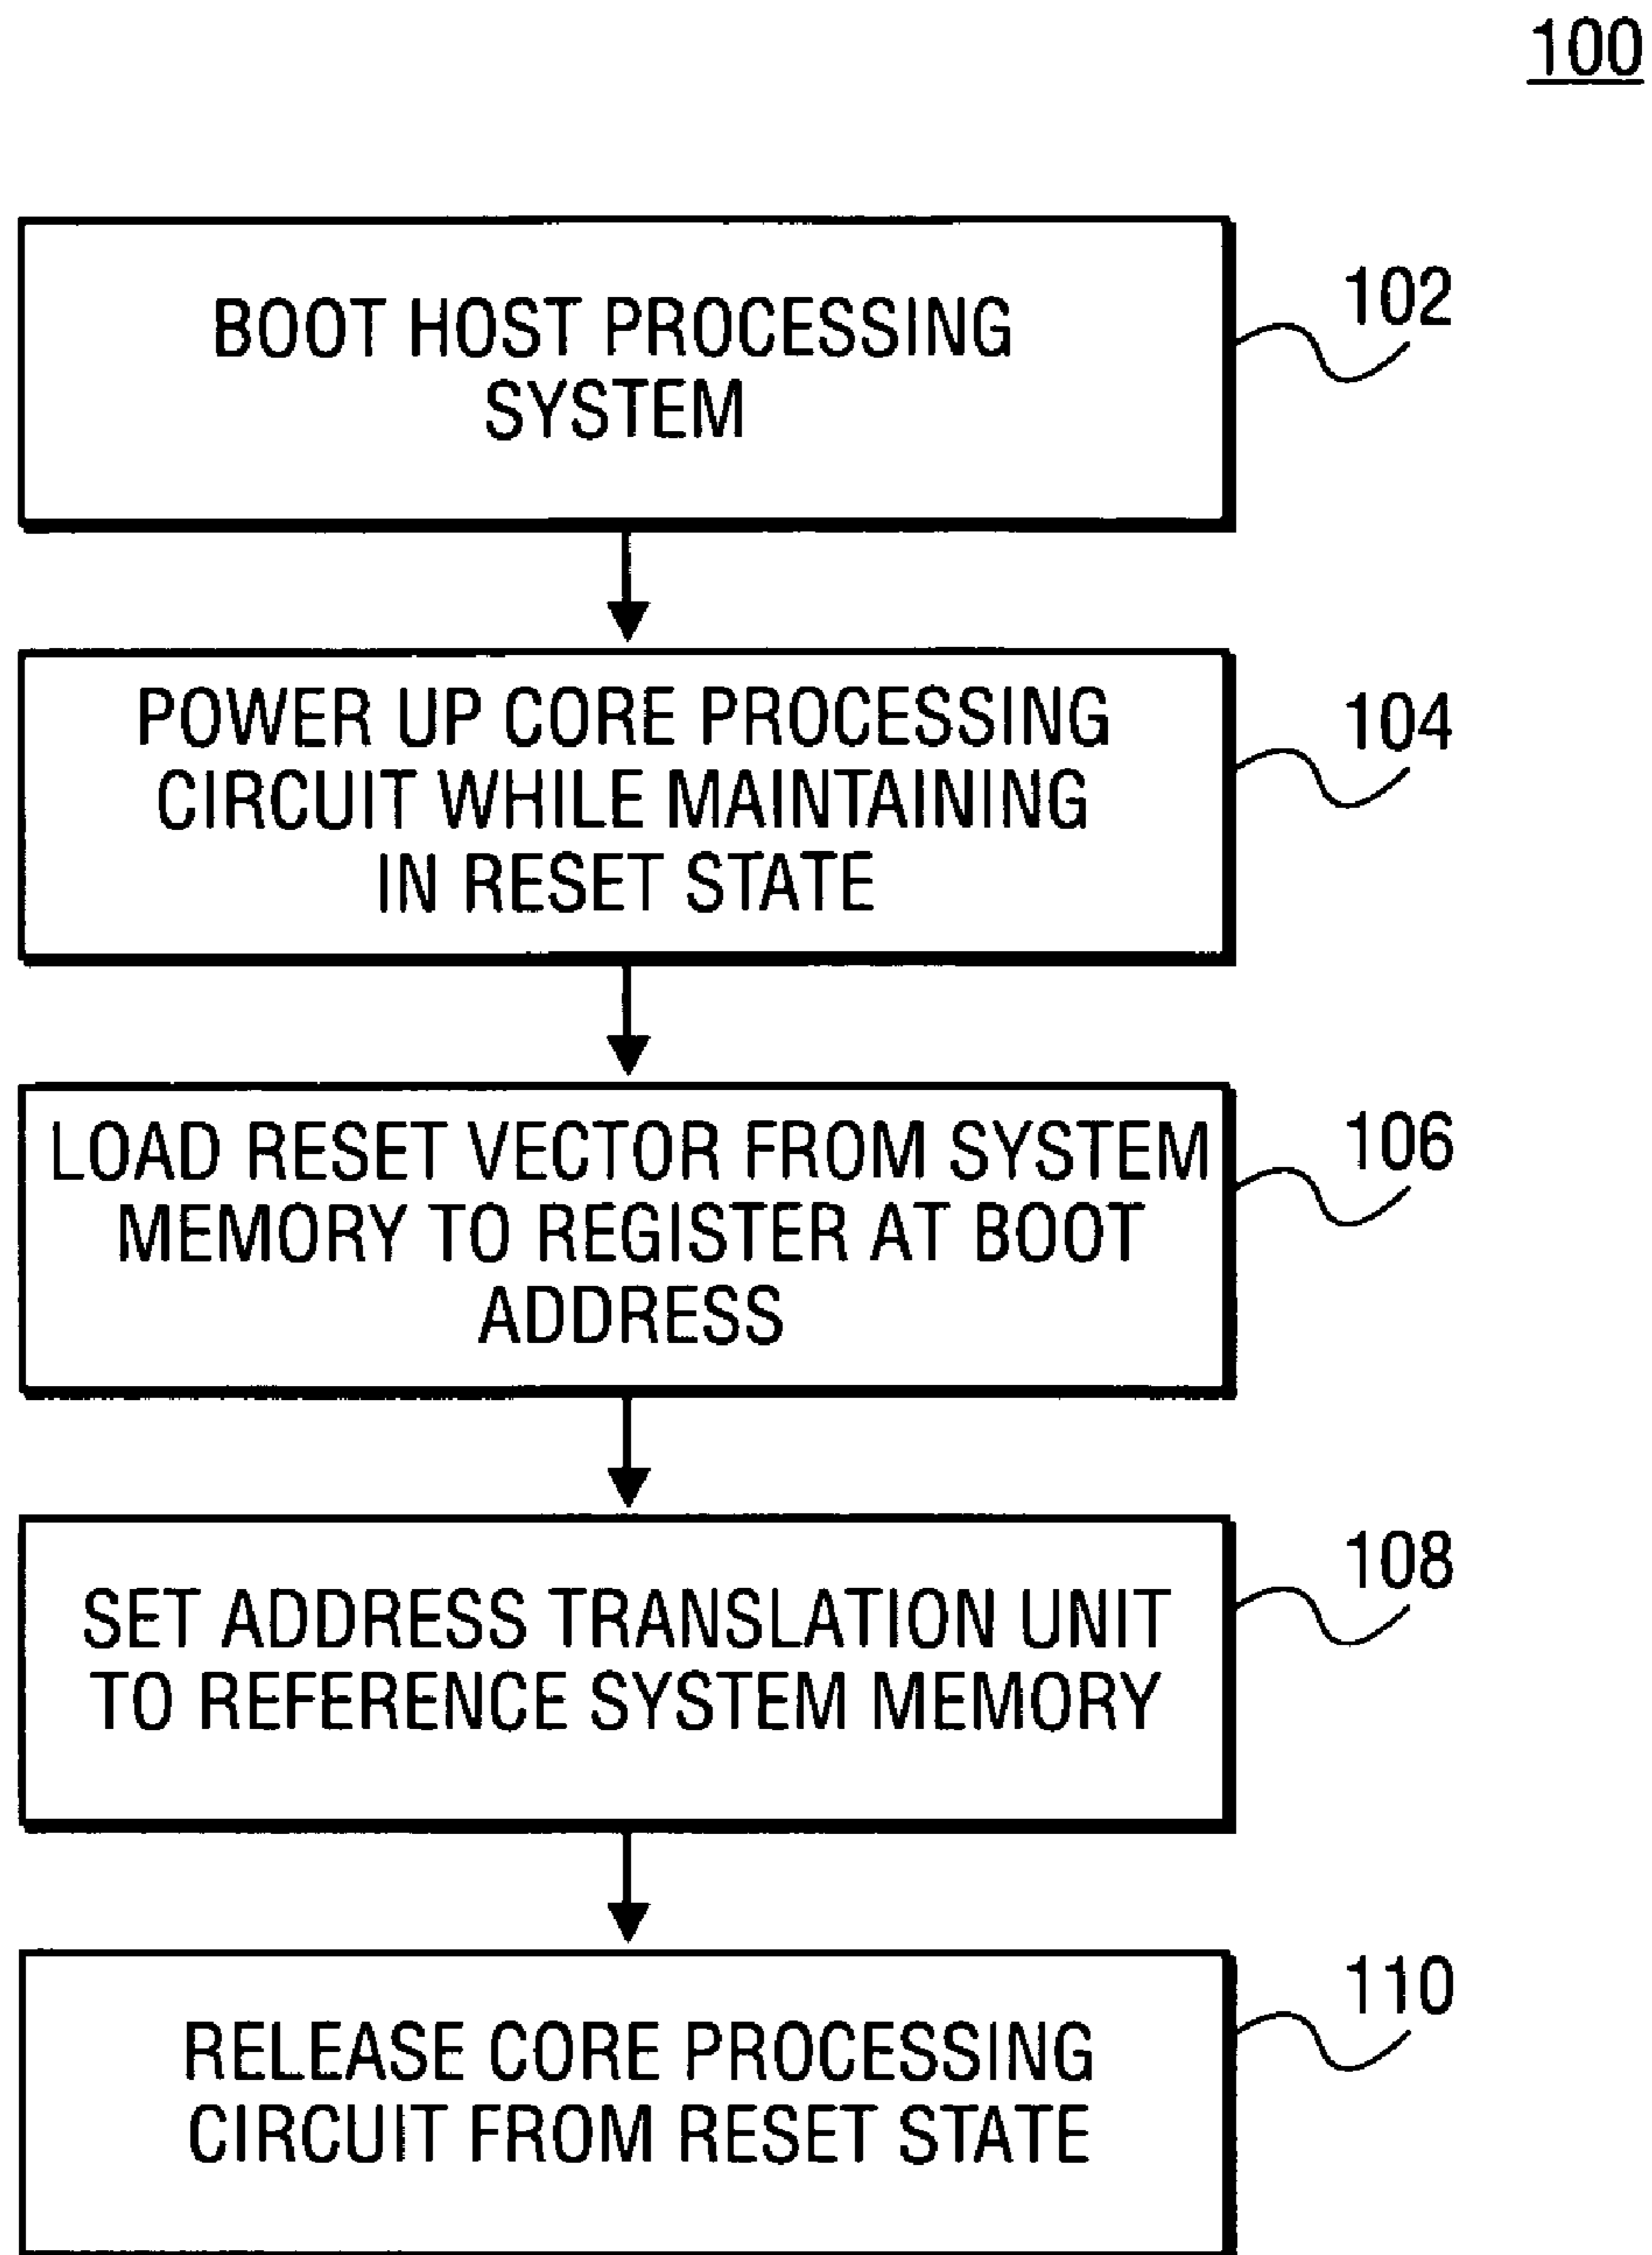 100
BOOT HOST PROCESSING
SYSTEM
102
POWER UP CORE PROCESSING
CIRCUIT WHILE MAINTAINING
IN RESET STATE
104
LOAD RESET VECTOR FROM SYSTEM
MEMORY TO REGISTER AT BOOT
ADDRESS
106
SET ADDRESS TRANSLATION UNIT
TO REFERENCE SYSTEM MEMORY
108
RELEASE CORE PROCESSING
CIRCUIT FROM RESET STATE
110